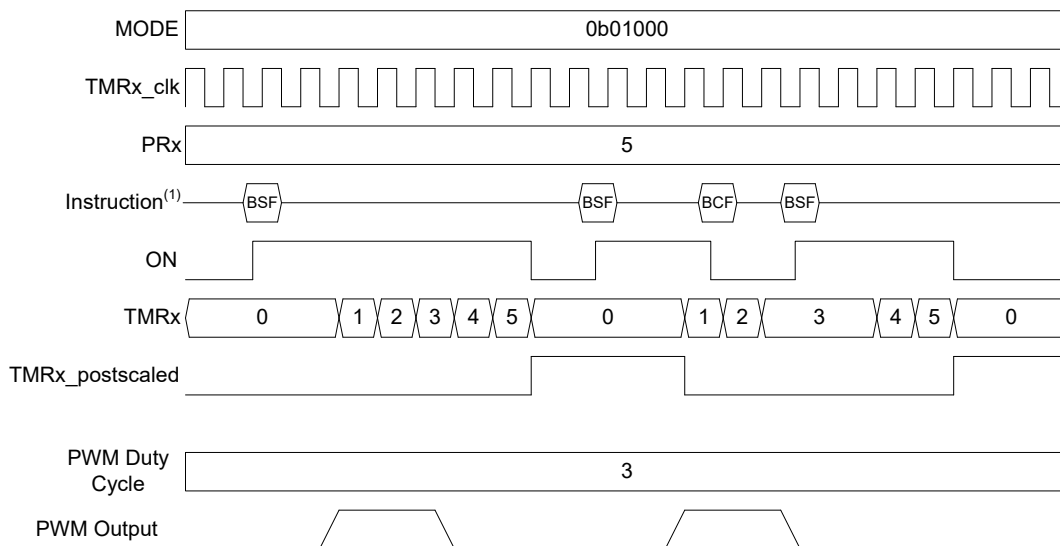 MODE 0b01000
TMRx_clk
PRx 5
Instruction(1) BSF BSF BCF BSF
ON
TMRx 0 1 2 3 4 5 0 1 2 3 4 5 0
TMRx_postscaled
PWM Duty
Cycle 3
PWM Output